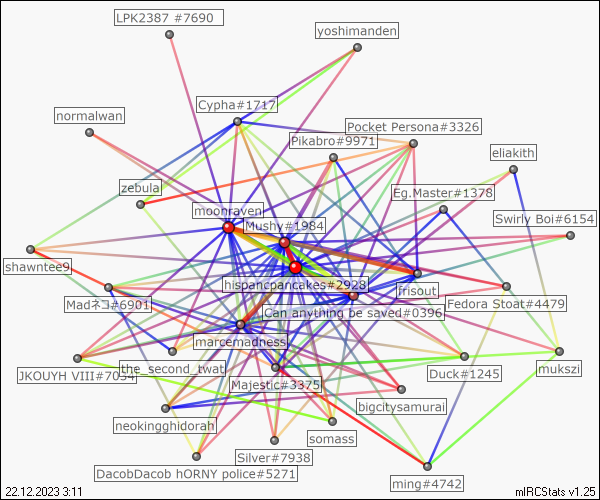 LPK2387 #7690
yoshimanden
Cypha#1717
normalwan
Pocket Persona#3326
Pikabro#9971
eliakith
zebula
Eg.Master#1378
moonraven
Swirly Boi#6154
Mushy#1984
shawntee9
hispancpancakes#2928
frisout
Madネコ#6901
Fedora Stoat#4479
Can anything be saved#0396
marcemadness
JKOUYH VIII#7034
the_second_twat
Duck#1245
mukszi
Majestic#3375
bigcitysamurai
neokingghidorah
somass
Silver#7938
DacobDacob hORNY police#5271
ming#4742
22.12.2023 3:11
mIRCStats v1.25